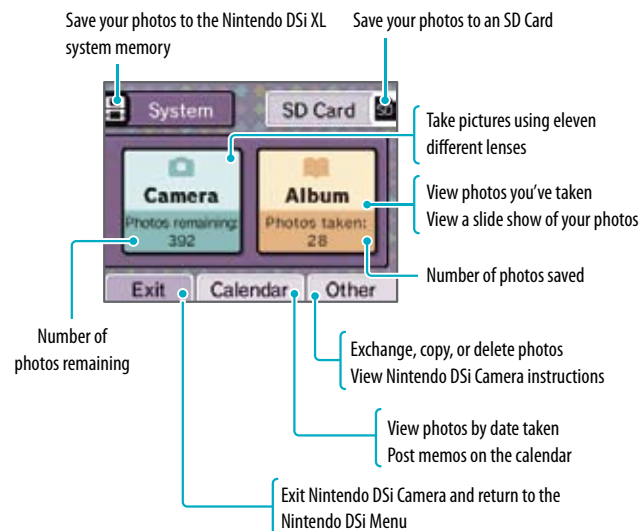 Save your photos to the Nintendo DSi XL
system memory
Save your photos to an SD Card
System
SD Card
SD
Take pictures using eleven
different lenses
Camera
Album
View photos you've taken
View a slide show of your photos
Photos remaining:
392
Photos taken:
28
Number of photos saved
Exit
Calendar
Other
Number of
photos remaining
Exchange, copy, or delete photos
View Nintendo DSi Camera instructions
View photos by date taken
Post memos on the calendar
Exit Nintendo DSi Camera and return to the
Nintendo DSi Menu